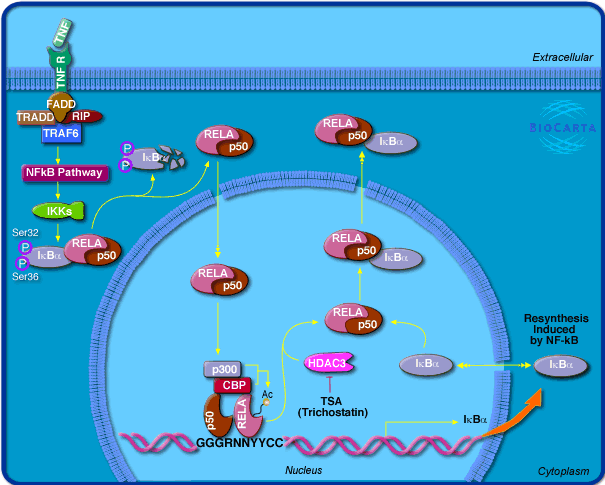 TNF
Extracellular
TNFR
FADD
TRADD
RIP
TRAF6
BIOCARTA
RELA
p50
RELA
p50
IκBα
P
P
IκBα
NFkB Pathway
IKKs
Ser32
P
P
Ser36
IκBα
RELA
p50
RELA
p50
IκBα
RELA
p50
RELA
p50
Resynthesis
Induced
by NF-kB
p300
CBP
Ac
HDAC3
IκBα
IκBα
TSA
(Trichostatin)
p50
RELA
IκBα
GGGRNNYYCC
Nucleus
Cytoplasm